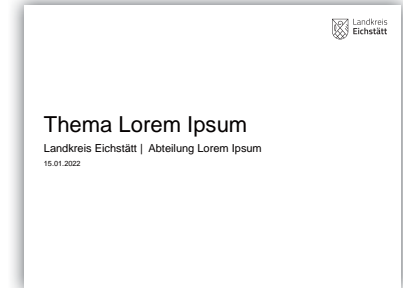 Landkreis
Eichstätt
Thema Lorem Ipsum
Landkreis Eichstätt | Abteilung Lorem Ipsum
15.01.2022